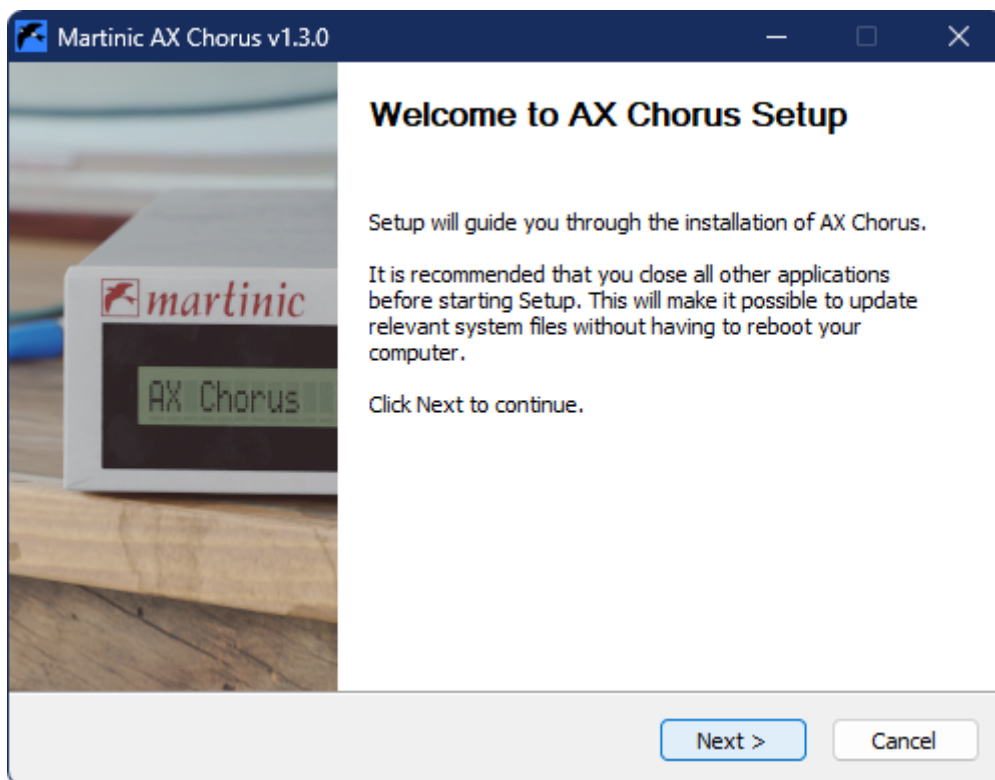 Martinic AX Chorus v1.3.0
Welcome to AX Chorus Setup
Setup will guide you through the installation of AX Chorus.
It is recommended that you close all other applications
before starting Setup. This will make it possible to update
relevant system files without having to reboot your
computer.
Click Next to continue.
martinic
AX Chorus
Next >
Cancel